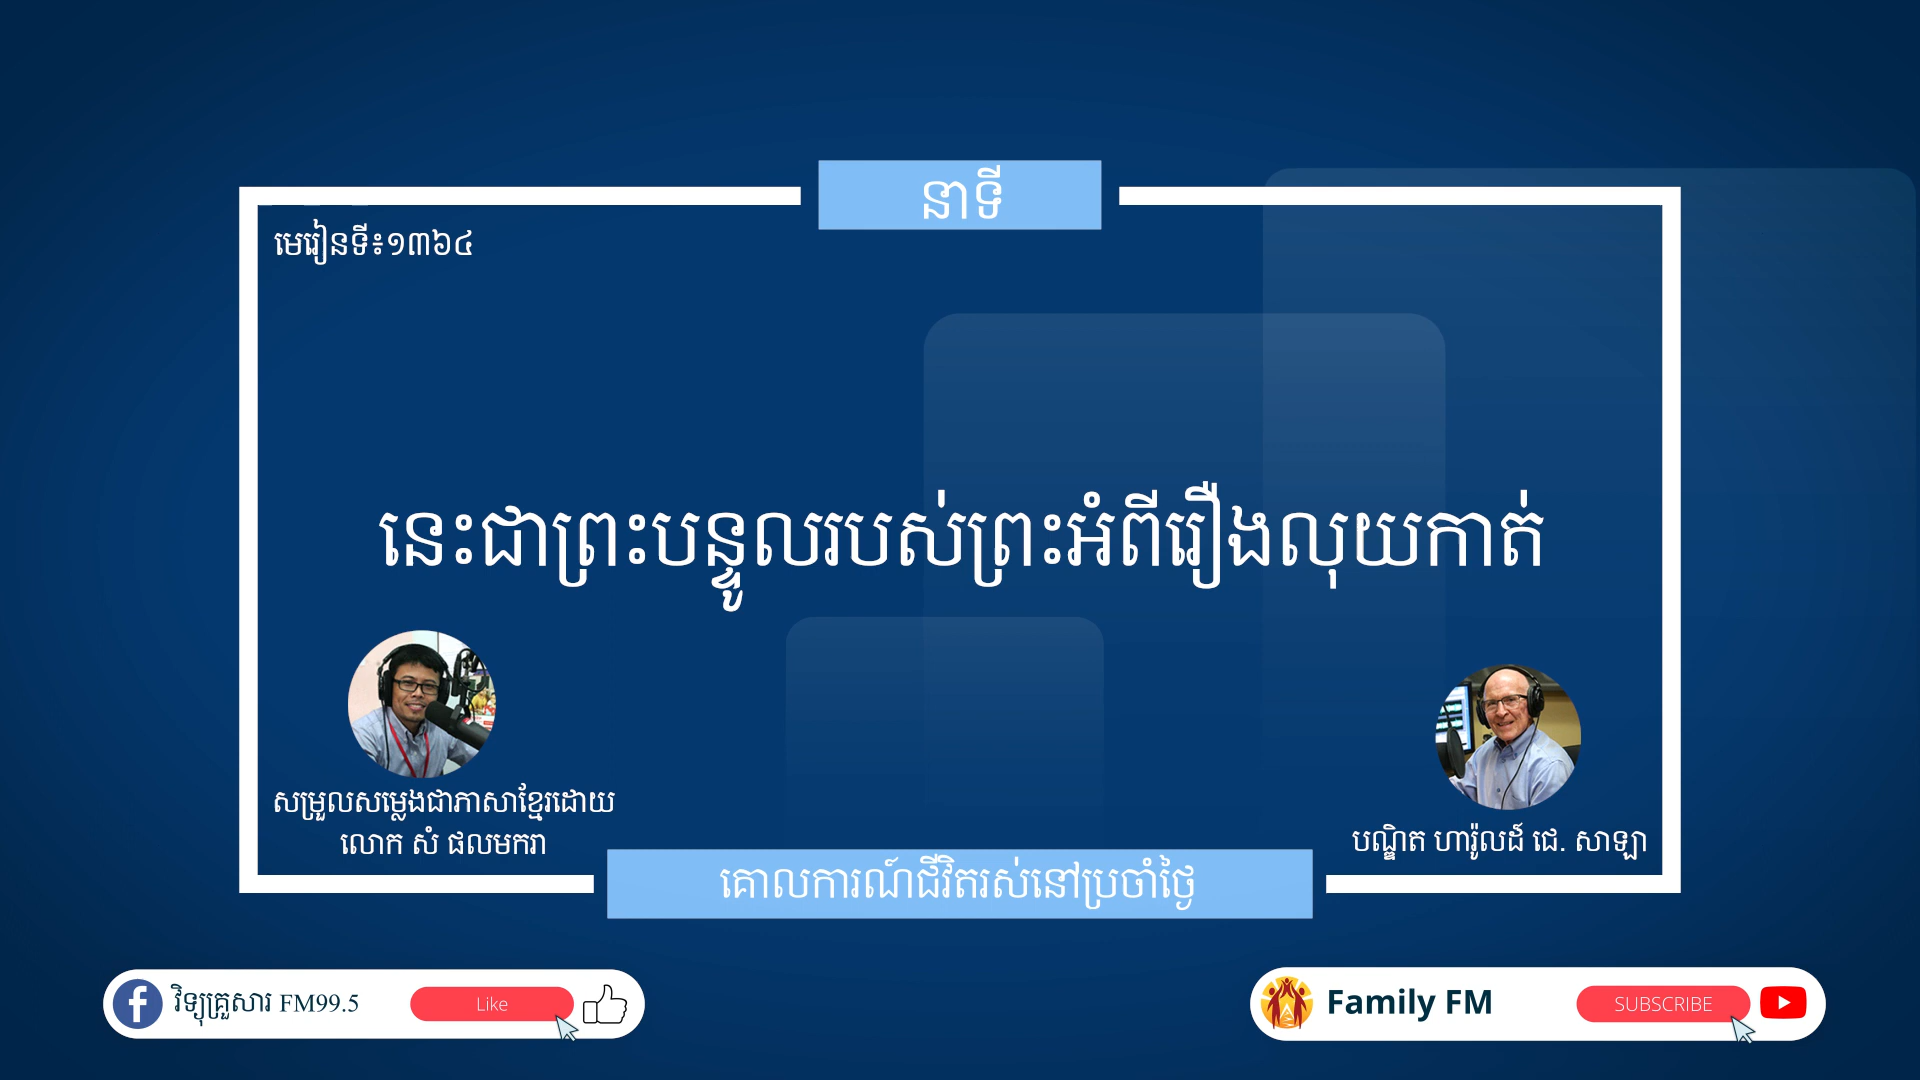 នាទី
មេរៀនទី៖១៣៦៤
នេះជាព្រះបន្ទូលរបស់ព្រះអំពីរឿងលុយកាត់
សម្រួលសម្លេងជាភាសាខ្មែរដោយ
លោក សំ ផលមករា
បណ្ឌិត ហារ៉ូលដ៍ ជេ. សាឡា
គោលការណ៍ជីវិតរស់នៅប្រចាំថ្ងៃ
វិទ្យុគ្រួសារ FM99.5
Like
Family FM
SUBSCRIBE